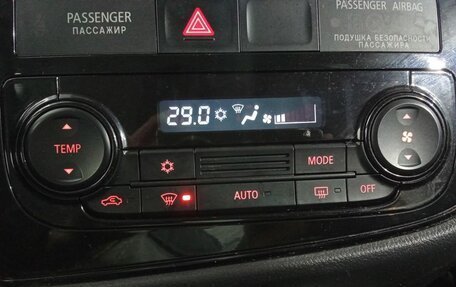 PASSENGER
ПАССАЖИР
PASSENGER AIRBAG
ПОДУШКА БЕЗОПАСНОСТИ
ПАССАЖИРА
29.0
TEMP
MODE
AUTO
OFF